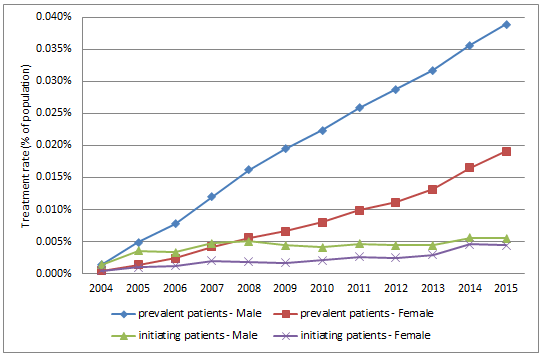 Treatment rate (% of population)
0.040%
0.035%
0.030%
0.025%
0.020%
0.015%
0.010%
0.005%
0.000%
2004 2005 2006 2007 2008 2009 2010 2011 2012 2013 2014 2015
prevalent patients - Male prevalent patients - Female
initiating patients - Male initiating patients - Female